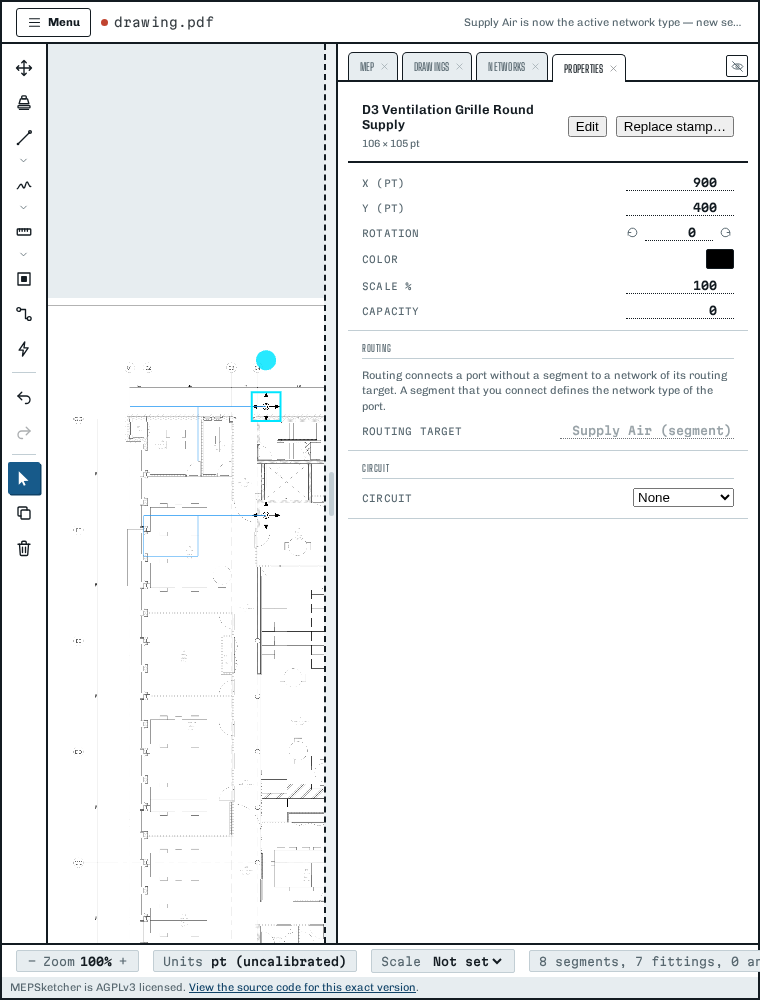 Menu
drawing.pdf
Supply Air is now the active network type — new se…
MEP
DRAWINGS
NETWORKS
PROPERTIES
D3 Ventilation Grille Round Supply
106 × 105 pt
Edit
Replace stamp…
X (PT)
900
Y (PT)
400
ROTATION
0
COLOR
SCALE %
100
CAPACITY
0
ROUTING
Routing connects a port without a segment to a network of its routing
target. A segment that you connect defines the network type of the
port.
ROUTING TARGET
Supply Air (segment)
CIRCUIT
CIRCUIT
None
− Zoom 100% +
Units pt (uncalibrated)
Scale Not set
8 segments, 7 fittings, 0 ar
MEPSketcher is AGPLv3 licensed. View the source code for this exact version.